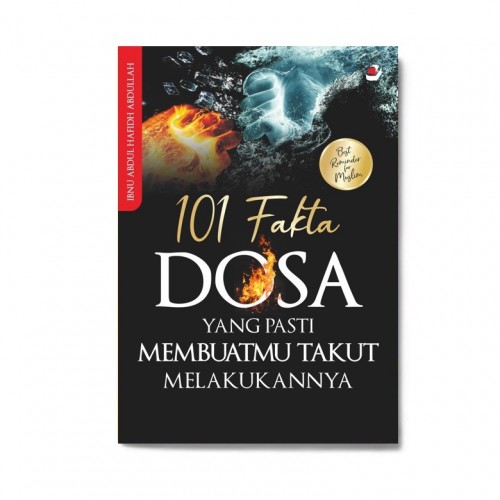 IBNU ABDUL HAFIDH ABDULLAH
Best
Reminder
for
Muslim
101 Fakta
DOSA
YANG PASTI
MEMBUATMU TAKUT
MELAKUKANNYA